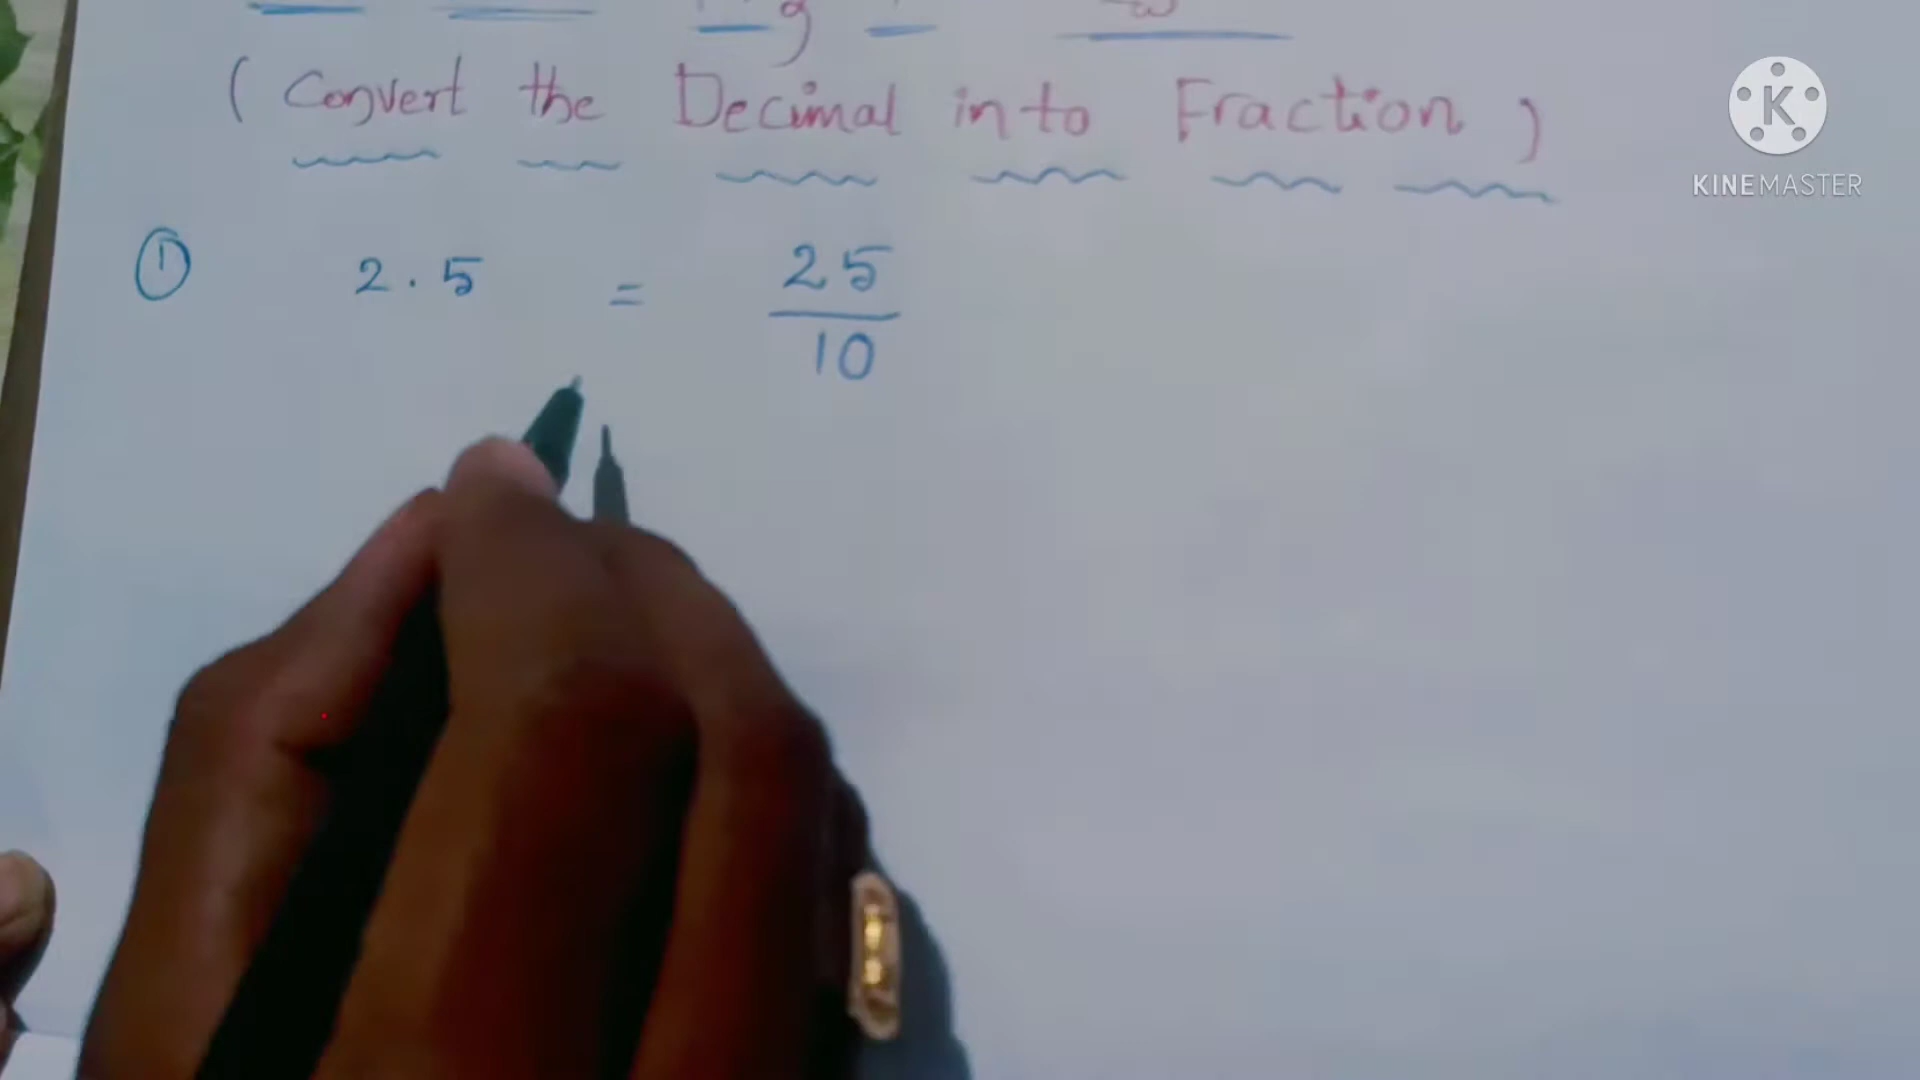 ( Convert the Decimal into Fraction )
① 2.5 = 25/10
KINEMASTER